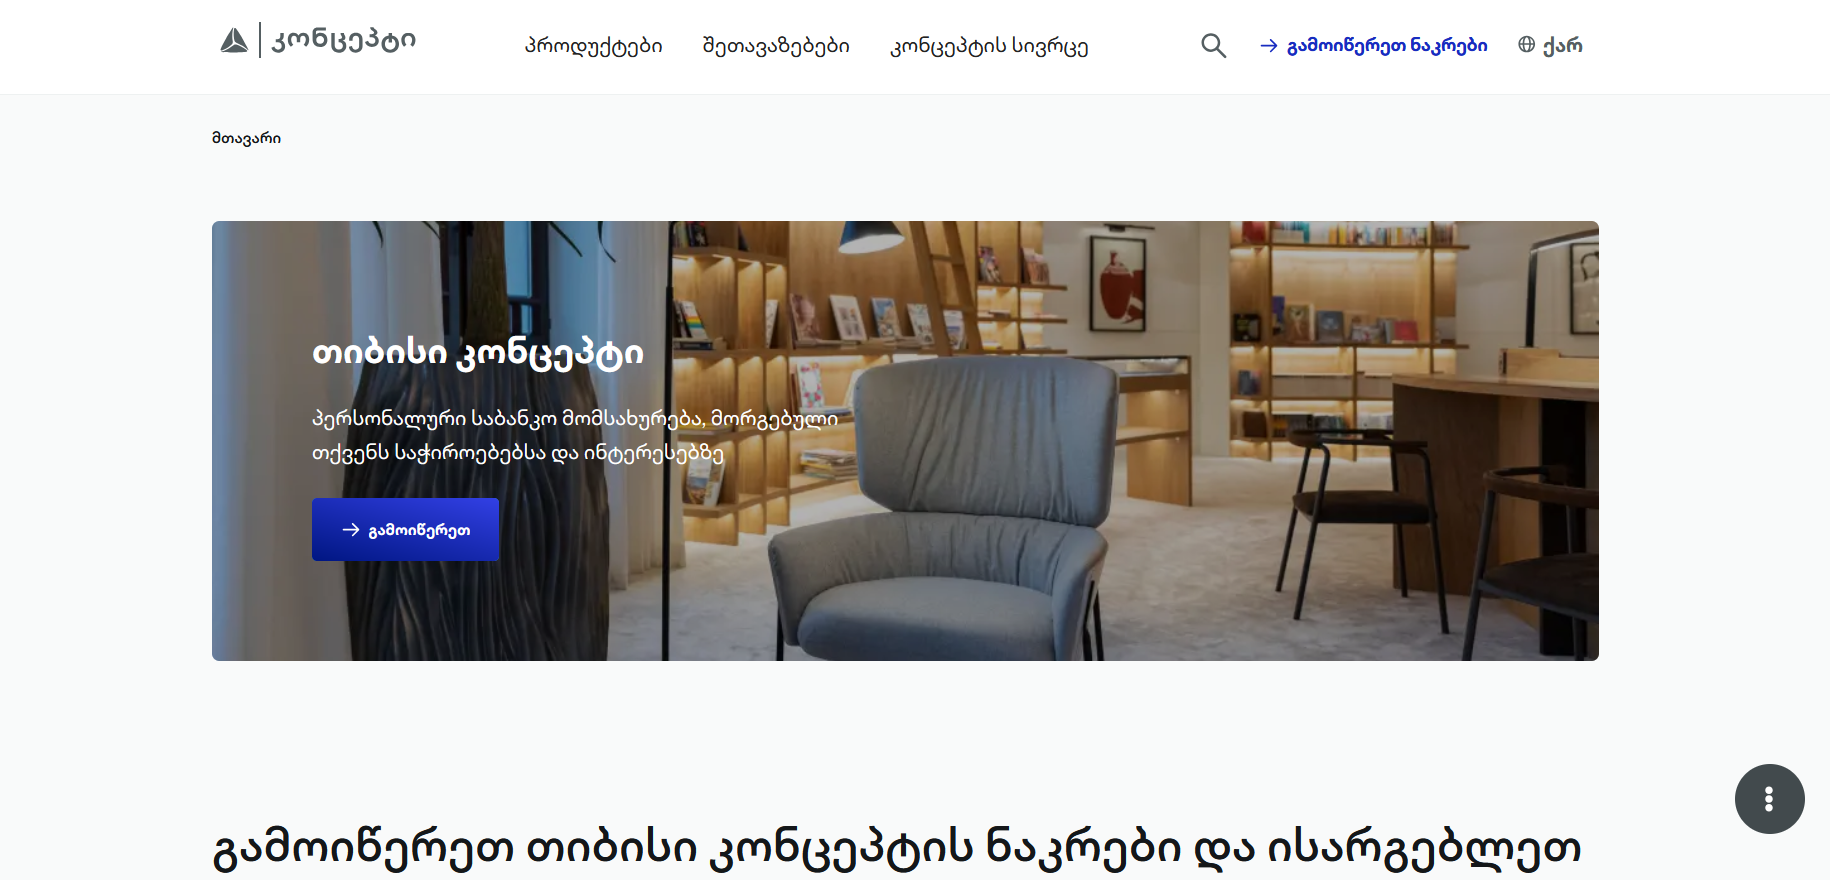 კონცეპტი
პროდუქტები
შეთავაზებები
კონცეპტის სივრცე
გამოიწერეთ ნაკრები
ქარ
მთავარი
თიბისი კონცეპტი
პერსონალური საბანკო მომსახურება, მორგებული
თქვენს საჭიროებებსა და ინტერესებზე
გამოიწერეთ
გამოიწერეთ თიბისი კონცეპტის ნაკრები და ისარგებლეთ